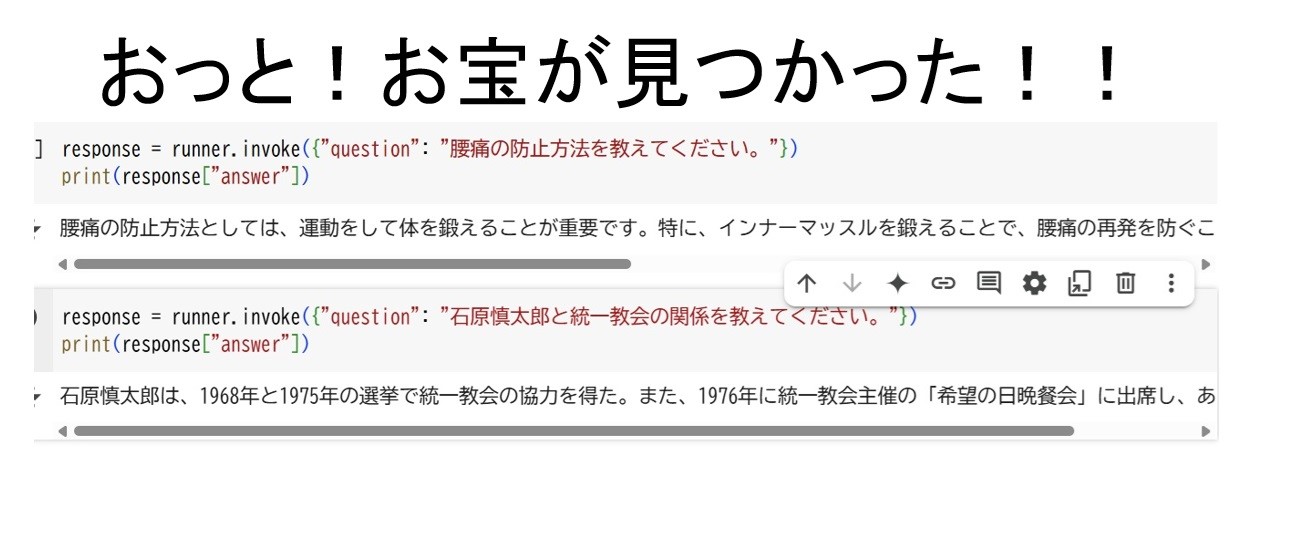 おっと！お宝が見つかった！！
] response = runner.invoke({"question": "腰痛の防止方法を教えてください。"})
print(response["answer"])
腰痛の防止方法としては、運動をして体を鍛えることが重要です。特に、インナーマッスルを鍛えることで、腰痛の再発を防ぐこ
response = runner.invoke({"question": "石原慎太郎と統一教会の関係を教えてください。"})
print(response["answer"])
石原慎太郎は、1968年と1975年の選挙で統一教会の協力を得た。また、1976年に統一教会主催の「希望の日晩餐会」に出席し、あ